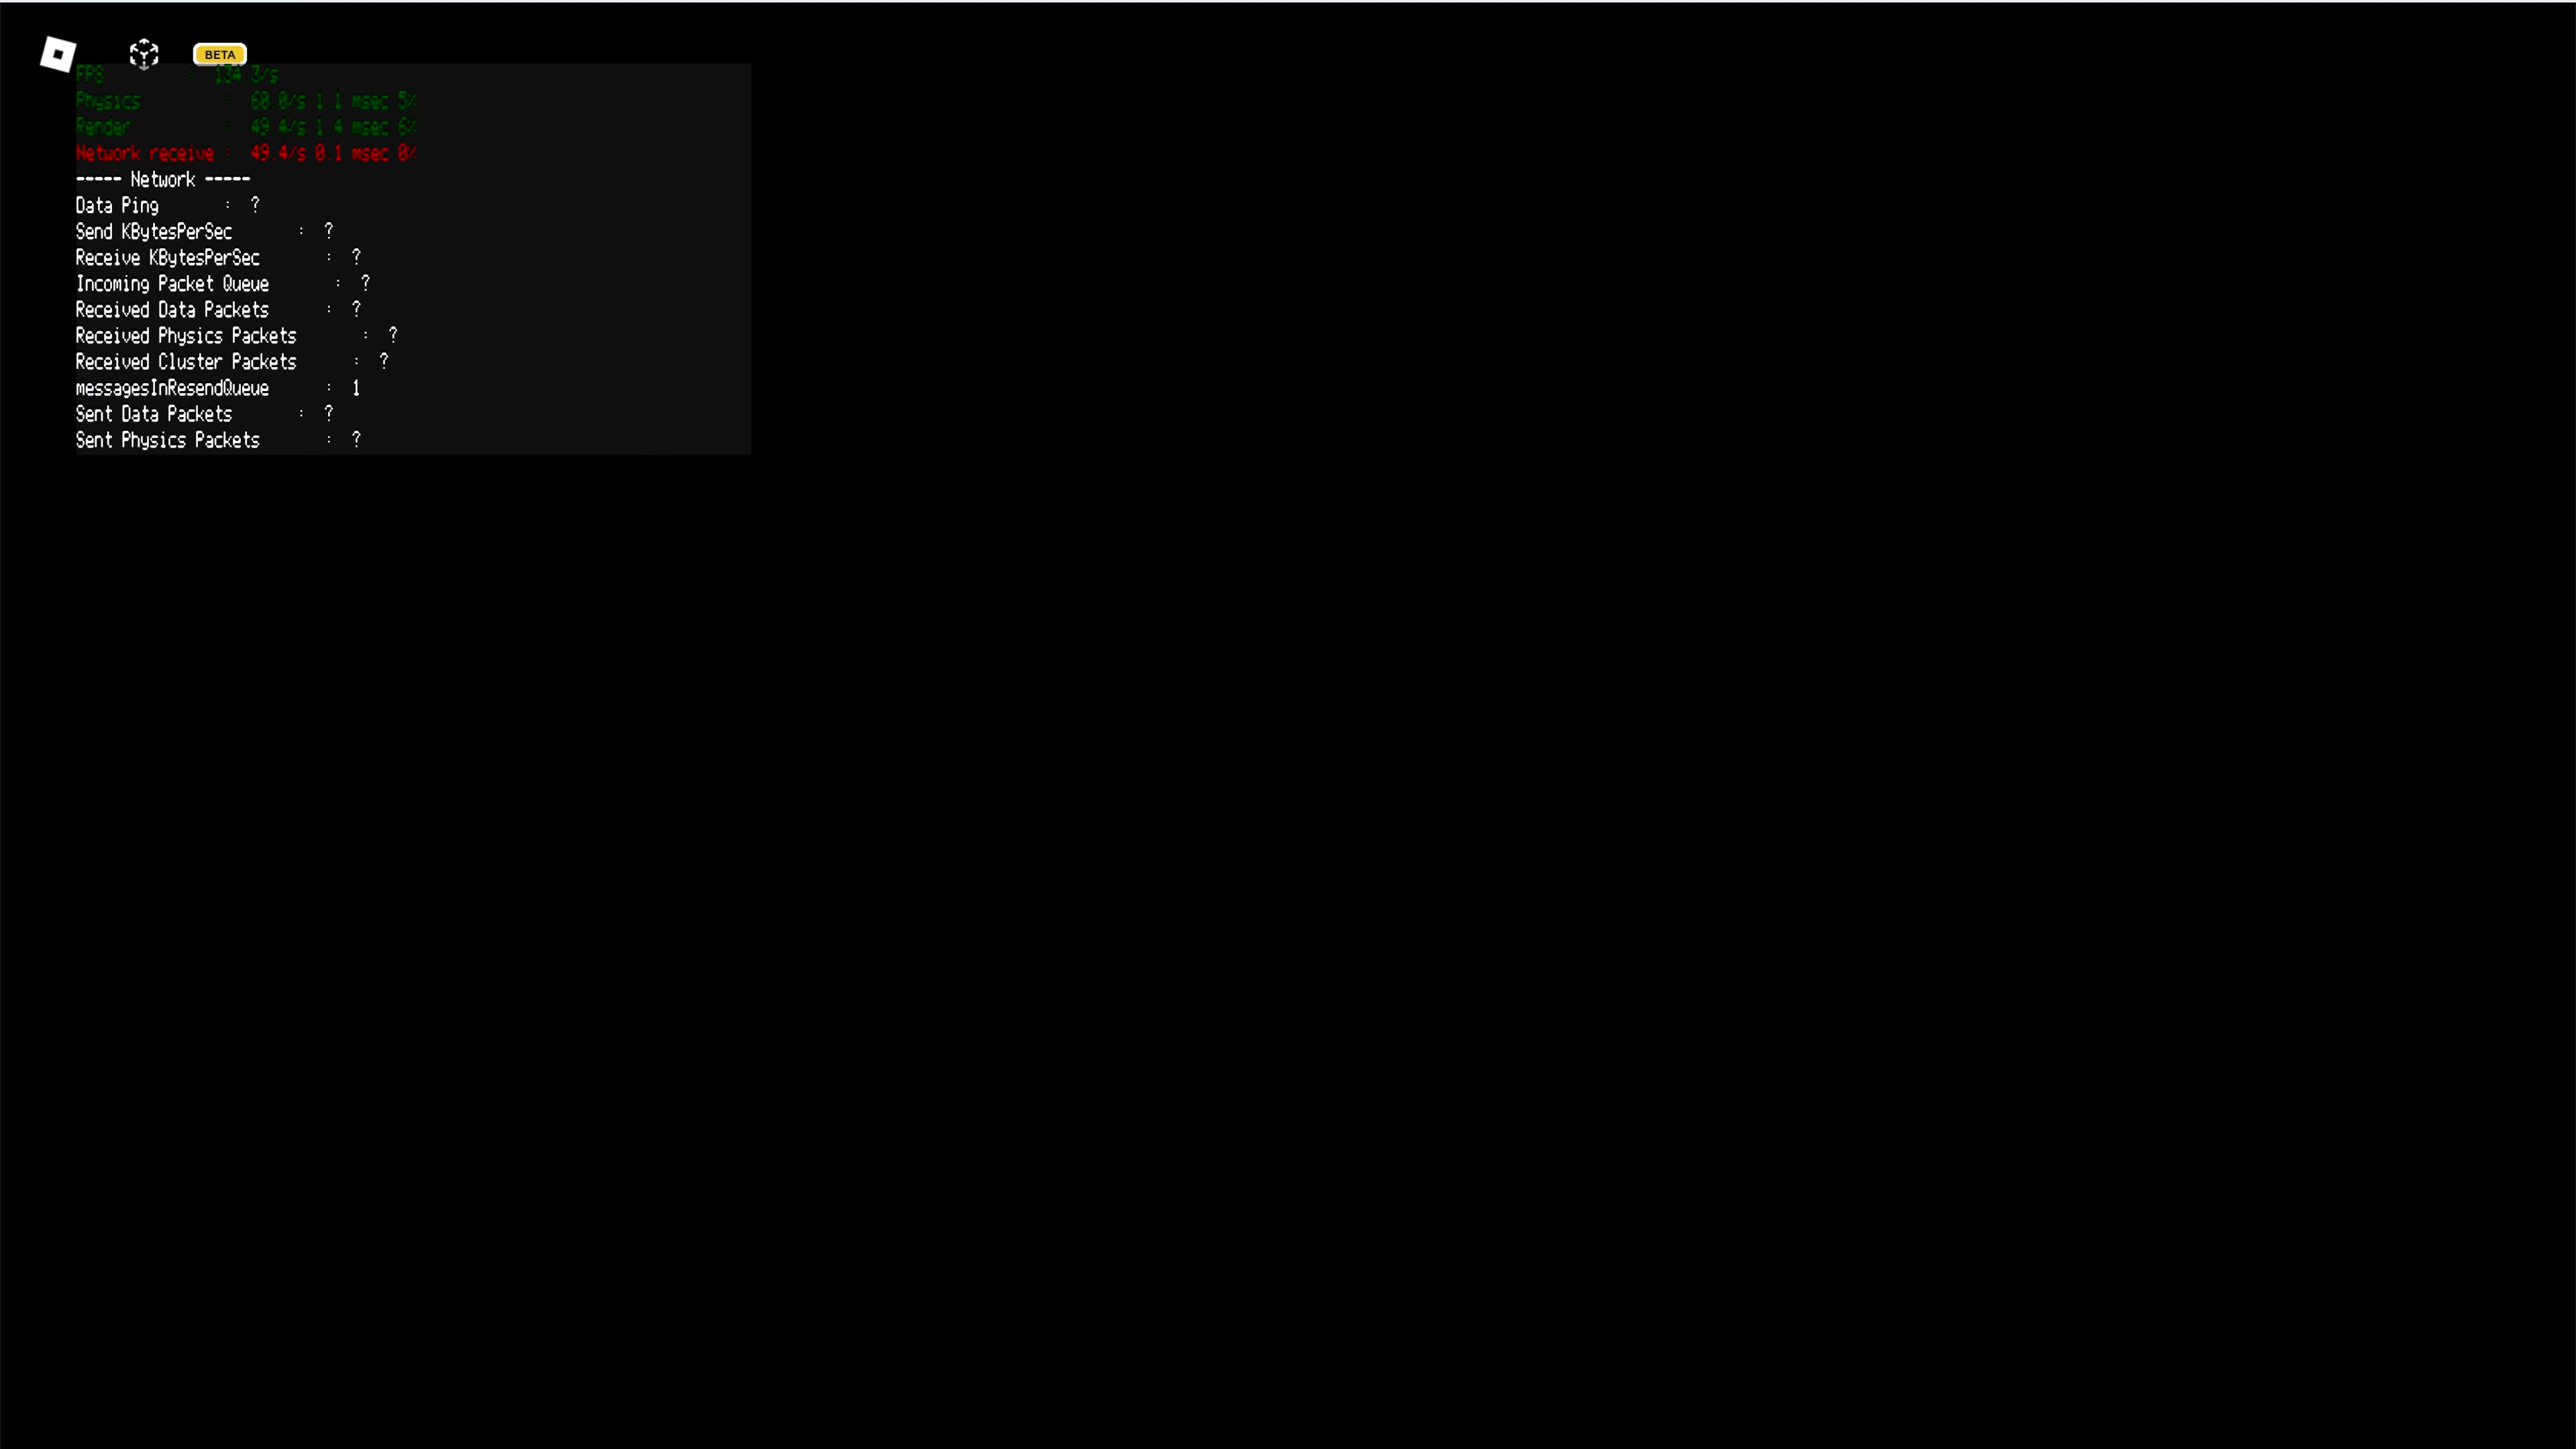 BETA
FPS : 134 3/s
Physics : 60 0/s 1 1 msec 5%
Render : 49.4/s 1 4 msec 6%
Network receive : 49.4/s 0.1 msec 0%
----- Network -----
Data Ping : ?
Send KBytesPerSec : ?
Receive KBytesPerSec : ?
Incoming Packet Queue : ?
Received Data Packets : ?
Received Physics Packets : ?
Received Cluster Packets : ?
messagesInResendQueue : 1
Sent Data Packets : ?
Sent Physics Packets : ?